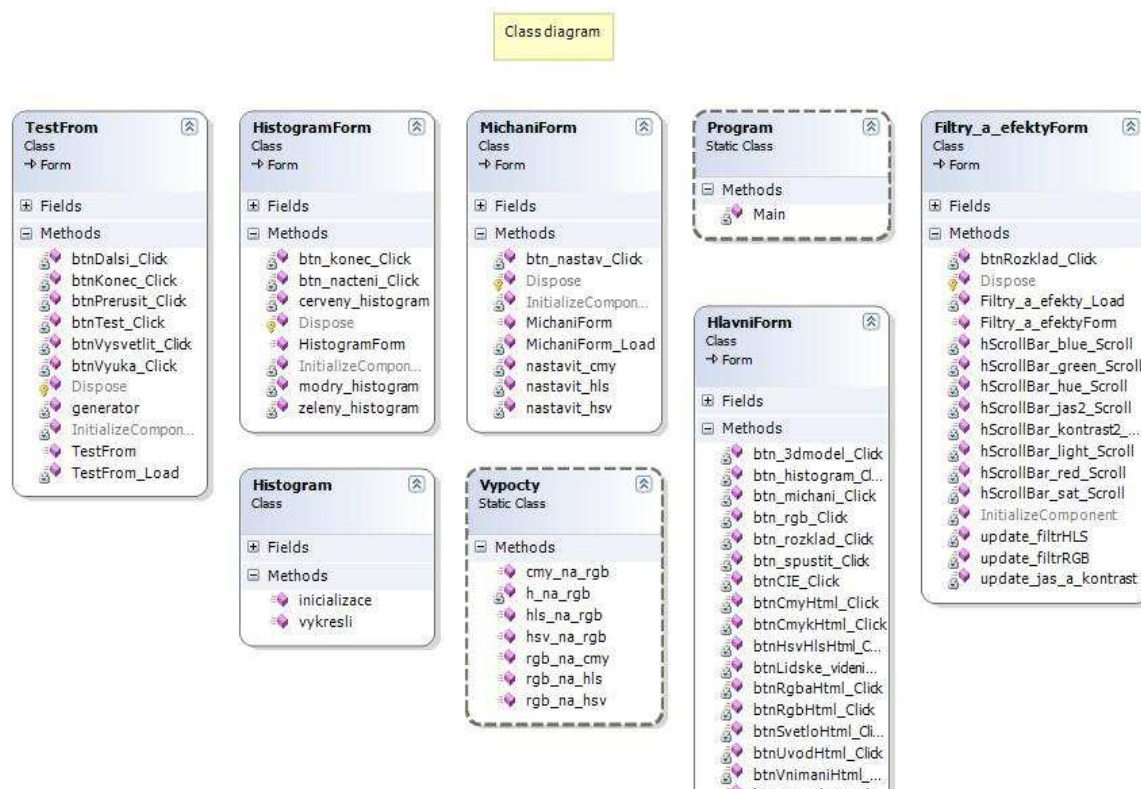 Class diagram
TestFrom
Class
Form
Fields
Methods
btnDalsi_Click
btnKonec_Click
btnPrerusit_Click
btnTest_Click
btnVysvetlit_Click
btnVyuka_Click
Dispose
generator
InitializeCompon...
TestFrom
TestFrom_Load
HistogramForm
Class
Form
Fields
Methods
btn_konec_Click
btn_nacteni_Click
cerveny_histogram
Dispose
HistogramForm
InitializeCompon...
modry_histogram
zeleny_histogram
MichaniForm
Class
Form
Fields
Methods
btn_nastav_Click
Dispose
InitializeCompon...
MichaniForm
MichaniForm_Load
nastavit_cmy
nastavit_hls
nastavit_hsv
Program
Static Class
Methods
Main
Filtry_a_efektyForm
Class
Form
Fields
Methods
btnRozklad_Click
Dispose
Filtry_a_efekty_Load
Filtry_a_efektyForm
hScrollBar_blue_Scroll
hScrollBar_green_Scroll
hScrollBar_hue_Scroll
hScrollBar_jas2_Scroll
hScrollBar_kontrast2_...
hScrollBar_light_Scroll
hScrollBar_red_Scroll
hScrollBar_sat_Scroll
InitializeComponent
update_filtrHLS
update_filtrRGB
update_jas_a_kontrast
Histogram
Class
Fields
Methods
inicializace
vykresli
Vypocty
Static Class
Methods
cmy_na_rgb
h_na_rgb
hls_na_rgb
hsv_na_rgb
rgb_na_cmy
rgb_na_hls
rgb_na_hsv
HlavniForm
Class
Form
Fields
Methods
btn_3dmodel_Click
btn_histogram_Cl...
btn_michani_Click
btn_rgb_Click
btn_rozklad_Click
btn_spustit_Click
btnCIE_Click
btnCmyHtml_Click
btnCmykHtml_Click
btnHsvHlsHtml_C...
btnLidske_videni...
btnRgbaHtml_Click
btnRgbHtml_Click
btnSvetloHtml_Cli...
btnUvodHtml_Click
btnVnimaniHtml_...